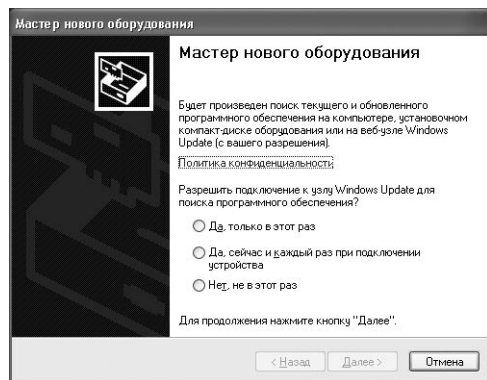 Мастер нового оборудования
Мастер нового оборудования
Будет произведен поиск текущего и обновленного
программного обеспечения на компьютере, установочном
компакт-диске оборудования или на веб-узле Windows
Update (с вашего разрешения).
Политика конфиденциальности
Разрешить подключение к узлу Windows Update для
поиска программного обеспечения?
Да, только в этот раз
Да, сейчас и каждый раз при подключении
устройства
Нет, не в этот раз
Для продолжения нажмите кнопку "Далее".
< Назад Далее > Отмена